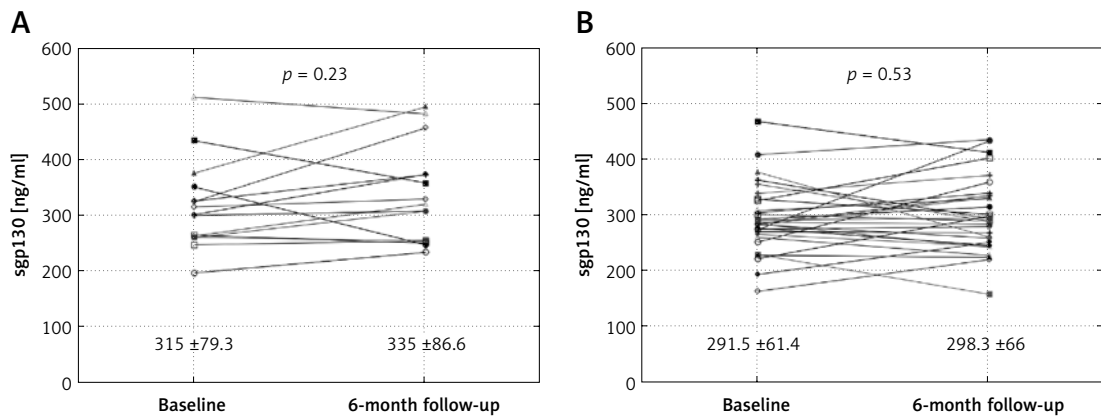 A
sgp130 [ng/ml]
600
500
400
300
200
100
0
p = 0.23
315 ±79.3
335 ±86.6
Baseline
6-month follow-up
B
sgp130 [ng/ml]
600
500
400
300
200
100
0
p = 0.53
291.5 ±61.4
298.3 ±66
Baseline
6-month follow-up